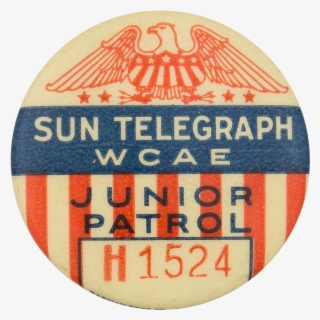 SUN TELEGRAPH
WCAE
JUNIOR
PATROL
H 1524